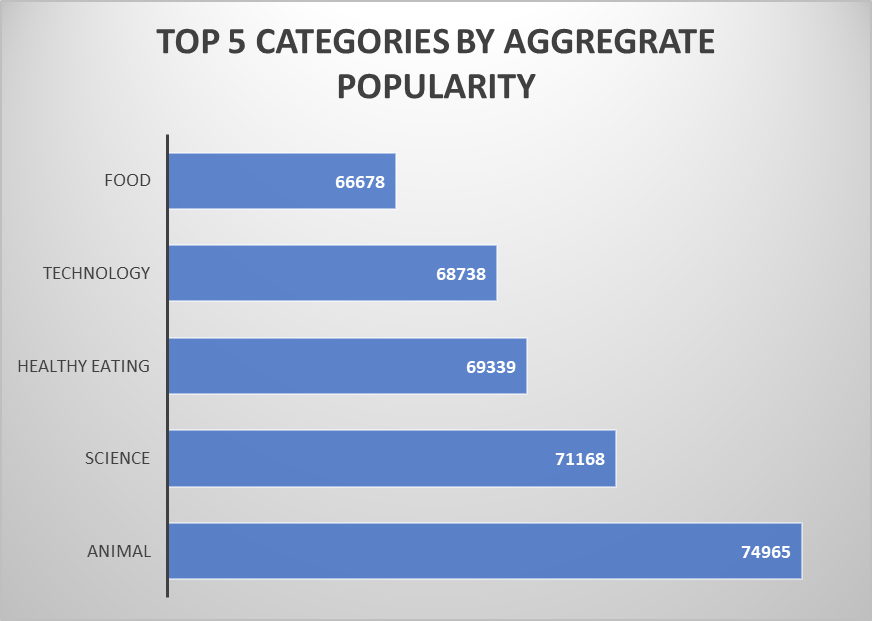 TOP 5 CATEGORIES BY AGGREGRATE
POPULARITY
FOOD
66678
TECHNOLOGY
68738
HEALTHY EATING
69339
SCIENCE
71168
ANIMAL
74965